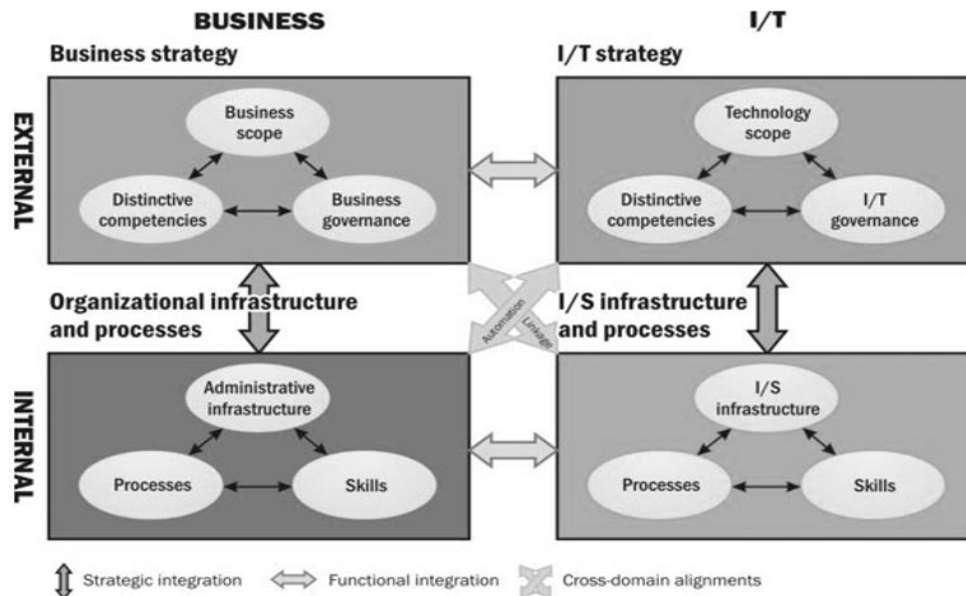 BUSINESS
I/T
Business strategy
I/T strategy
EXTERNAL
Business
scope
Distinctive
competencies
Business
governance
Technology
scope
Distinctive
competencies
I/T
governance
Automation
Linkage
Organizational infrastructure
and processes
I/S infrastructure
and processes
INTERNAL
Administrative
infrastructure
Processes
Skills
I/S
infrastructure
Processes
Skills
Strategic integration
Functional integration
Cross-domain alignments